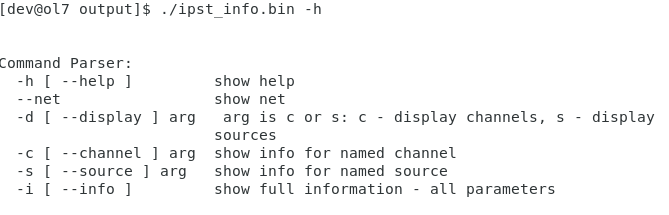 [dev@ol7 output]$ ./ipst_info.bin -h
Command Parser:
  -h [ --help ]         show help
  --net                 show net
  -d [ --display ] arg   arg is c or s: c - display channels, s - display
                        sources
  -c [ --channel ] arg  show info for named channel
  -s [ --source ] arg   show info for named source
  -i [ --info ]         show full information - all parameters